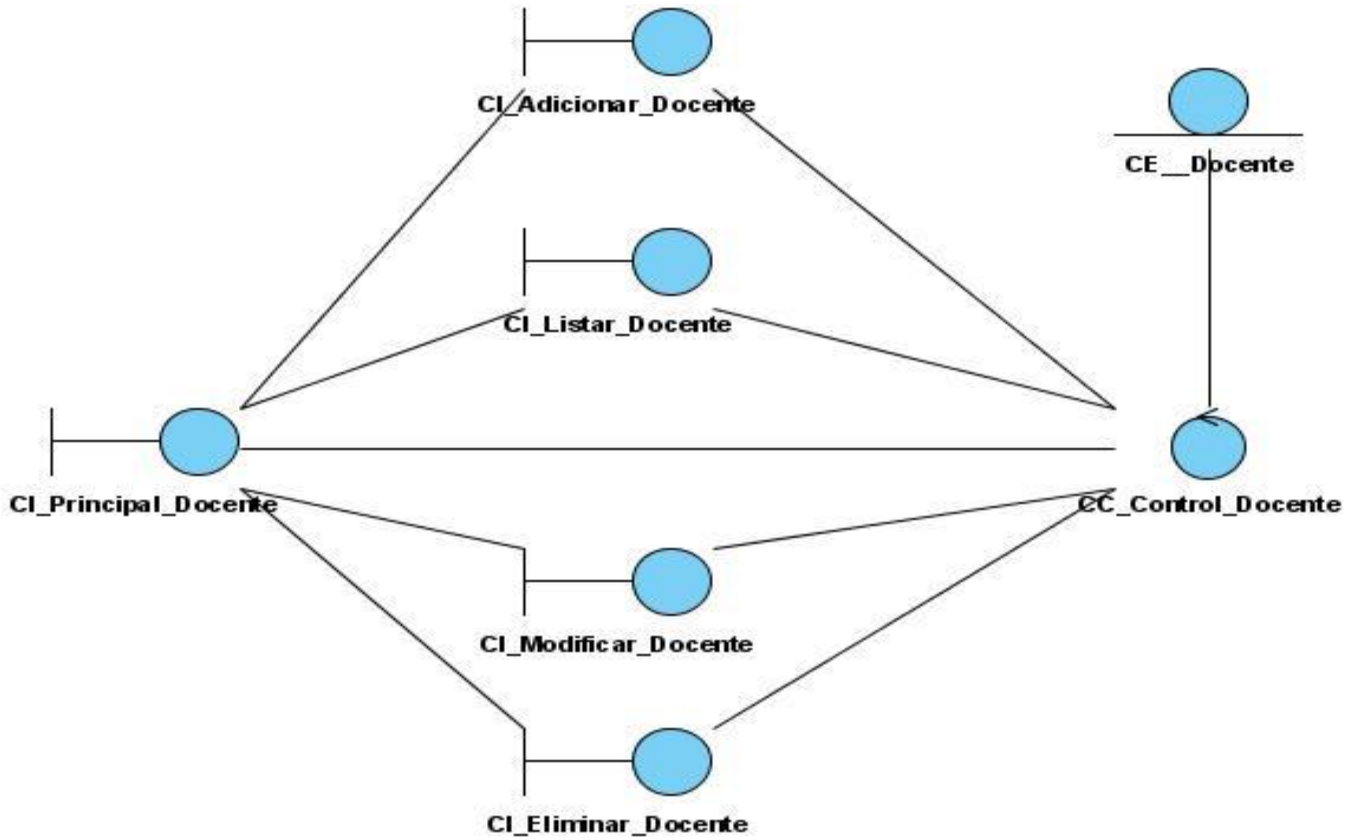 CI_Adicionar_Docente
CE__Docente
CI_Listar_Docente
CI_Principal_Docente
CC_Control_Docente
CI_Modificar_Docente
CI_Eliminar_Docente